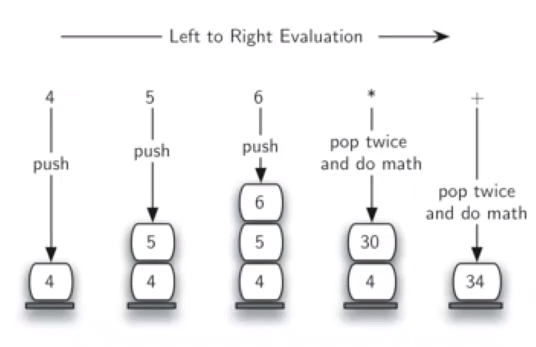 Left to Right Evaluation
4 5 6 * +
push
push
push
pop twice
and do math
pop twice
and do math
6
5 5 30
4 4 4 4 34